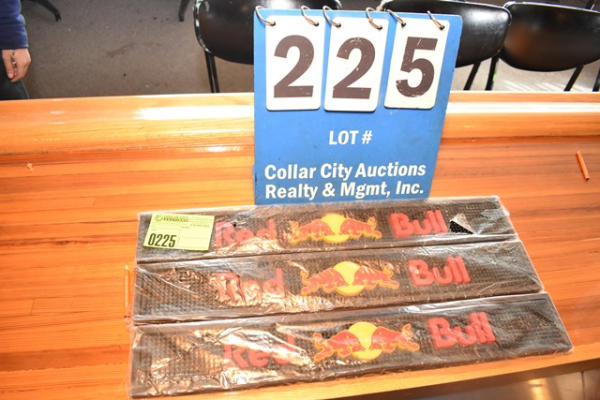 225
LOT #
Collar City Auctions
Realty & Mgmt, Inc.
0225
Red Bull
Red Bull
Red Bull